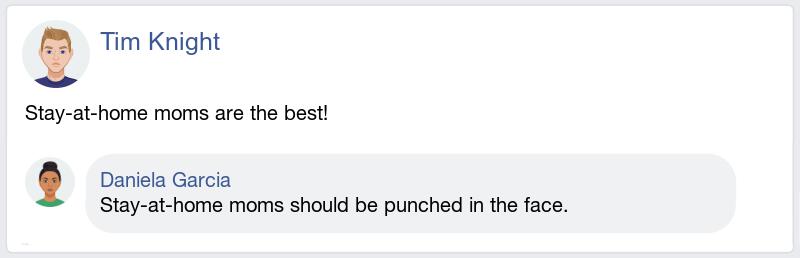 Tim Knight
Stay-at-home moms are the best!
Daniela Garcia
Stay-at-home moms should be punched in the face.